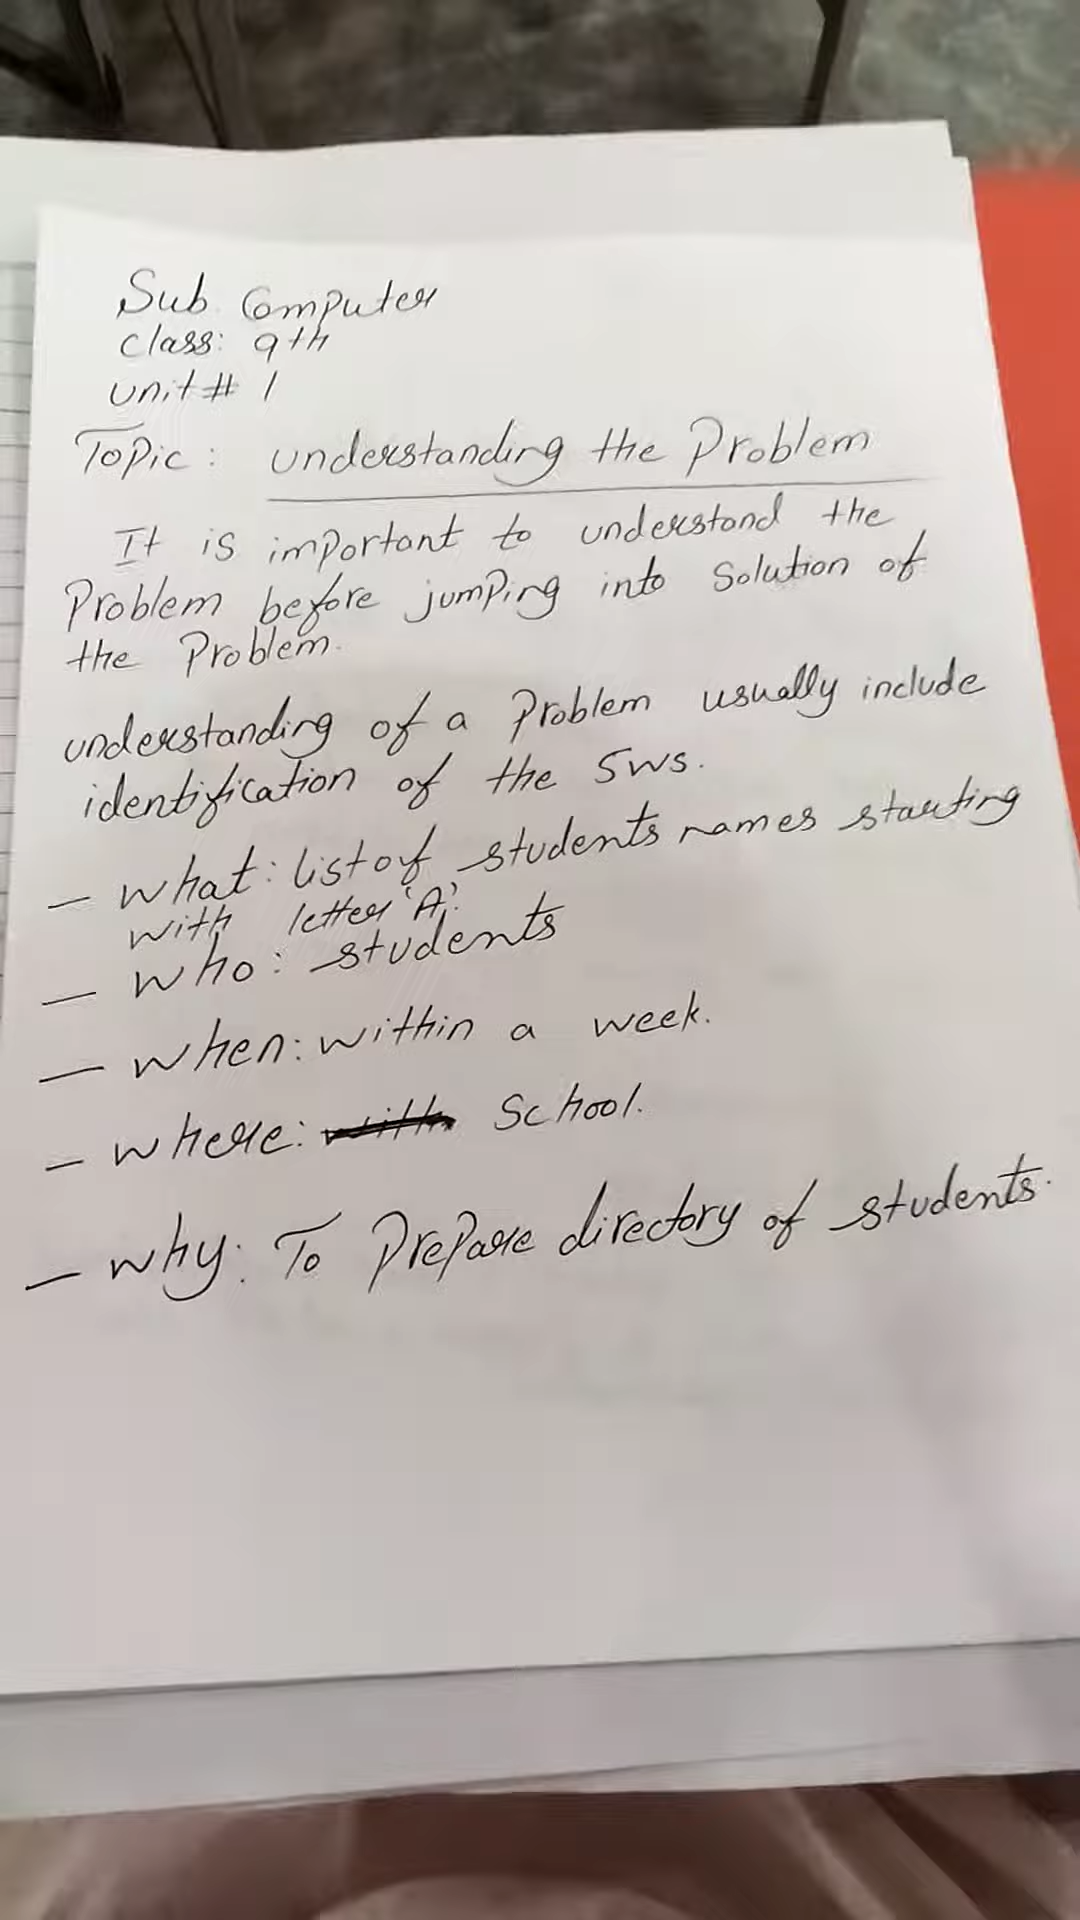 Sub. Computer
class: 9th
unit # 1
Topic: understanding the Problem
It is important to understand the
Problem before jumping into Solution of
the Problem.
understanding of a Problem usually include
identification of the 5ws.
- what: list of students names starting
with letter 'A'.
- who: students
- when: within a week.
- where: with School.
- why: To Prepare directory of students.